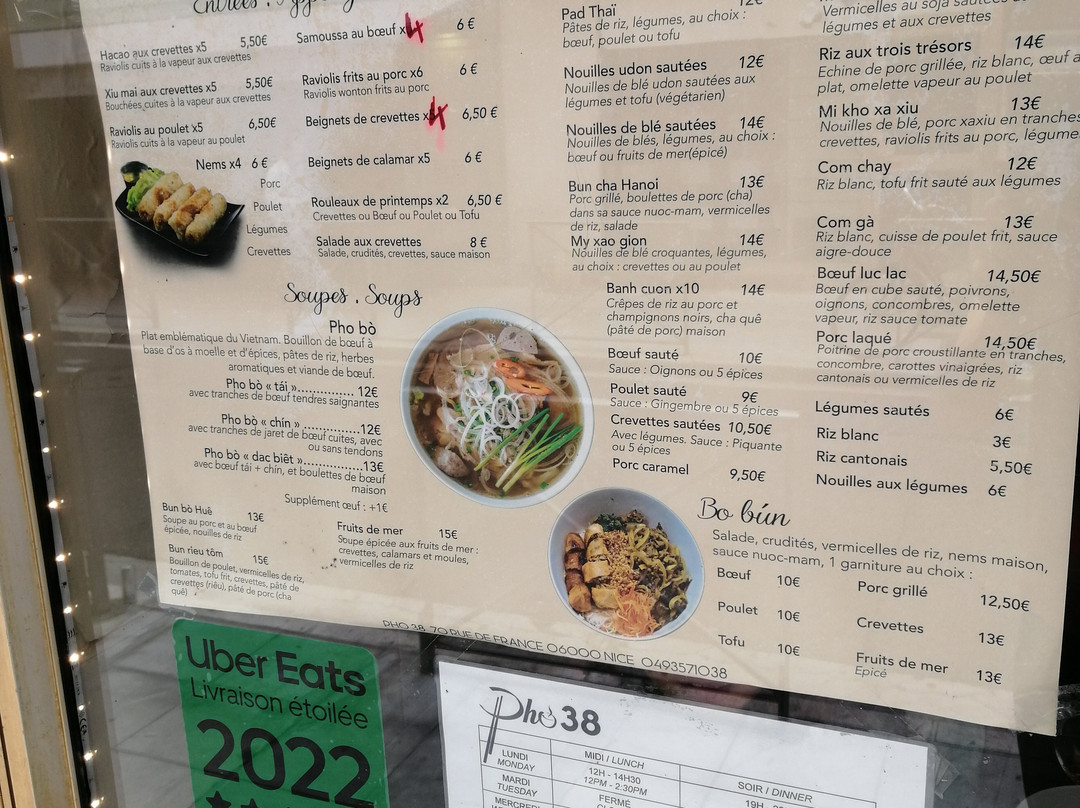 Entrées .
Hacao aux crevettes x5 5,50€
Raviolis cuits à la vapeur aux crevettes
Xiu mai aux crevettes x5 5,50€
Bouchées cuites à la vapeur aux crevettes
Raviolis au poulet x5 6,50€
Raviolis cuits à la vapeur au poulet
Nems x4 6 €
Porc
Poulet
Légumes
Crevettes
Samoussa au bœuf x4 6 €
Raviolis frits au porc x6 6 €
Raviolis wonton frits au porc
Beignets de crevettes x4 6,50 €
Beignets de calamar x5 6 €
Rouleaux de printemps x2 6,50 €
Crevettes ou Bœuf ou Poulet ou Tofu
Salade aux crevettes 8 €
Salade, crudités, crevettes, sauce maison
Soupes . Soups
Pho bò
Plat emblématique du Vietnam. Bouillon de bœuf à
base d'os à moelle et d'épices, pâtes de riz, herbes
aromatiques et viande de bœuf.
Pho bò « tái »............ 12€
avec tranches de bœuf tendres saignantes
Pho bò « chín »..............12€
avec tranches de jaret de bœuf cuites, avec
ou sans tendons
Pho bò « dac biêt »...............13€
avec bœuf tái + chín, et boulettes de bœuf
maison
Supplément œuf : +1€
Bun bò Huê 13€
Soupe au porc et au bœuf
épicée, nouilles de riz
Bun rieu tôm 15€
Bouillon de poulet, vermicelles de riz,
tomates, tofu frit, crevettes, pâté de
crevettes (riêu), pâté de porc (cha
quê)
Fruits de mer 15€
Soupe épicée aux fruits de mer :
crevettes, calamars et moules,
vermicelles de riz
Pad Thaï 12€
Pâtes de riz, légumes, au choix :
bœuf, poulet ou tofu
Nouilles udon sautées 12€
Nouilles de blé udon sautées aux
légumes et tofu (végétarien)
Nouilles de blé sautées 14€
Nouilles de blés, légumes, au choix :
bœuf ou fruits de mer(épicé)
Bun cha Hanoi 13€
Porc grillé, boulettes de porc (cha)
dans sa sauce nuoc-mam, vermicelles
de riz, salade
My xao gion 14€
Nouilles de blé croquantes, légumes,
au choix : crevettes ou au poulet
Banh cuon x10 14€
Crêpes de riz au porc et
champignons noirs, cha quê
(pâté de porc) maison
Bœuf sauté 10€
Sauce : Oignons ou 5 épices
Poulet sauté 9€
Sauce : Gingembre ou 5 épices
Crevettes sautées 10,50€
Avec légumes. Sauce : Piquante
ou 5 épices
Porc caramel 9,50€
Vermicelles au soja sautées
légumes et aux crevettes
Riz aux trois trésors 14€
Echine de porc grillée, riz blanc, œuf a
plat, omelette vapeur au poulet
Mi kho xa xiu 13€
Nouilles de blé, porc xaxiu en tranches
crevettes, raviolis frits au porc, légume
Com chay 12€
Riz blanc, tofu frit sauté aux légumes
Com gà 13€
Riz blanc, cuisse de poulet frit, sauce
aigre-douce
Bœuf luc lac 14,50€
Bœuf en cube sauté, poivrons,
oignons, concombres, omelette
vapeur, riz sauce tomate
Porc laqué 14,50€
Poitrine de porc croustillante en tranches,
concombre, carottes vinaigrées, riz
cantonais ou vermicelles de riz
Légumes sautés 6€
Riz blanc 3€
Riz cantonais 5,50€
Nouilles aux légumes 6€
Bo bún
Salade, crudités, vermicelles de riz, nems maison,
sauce nuoc-mam, 1 garniture au choix :
Bœuf 10€
Poulet 10€
Tofu 10€
Porc grillé 12,50€
Crevettes 13€
Fruits de mer 13€
Epicé
PHO 38 70 RUE DE FRANCE 06000 NICE 0493571038
Uber Eats
Livraison étoilée
2022
Pho 38
LUNDI
MONDAY
MIDI / LUNCH
12H - 14H30
12PM - 2:30PM
SOIR / DINNER
MARDI
TUESDAY
FERMÉ
19H
MERCREDI